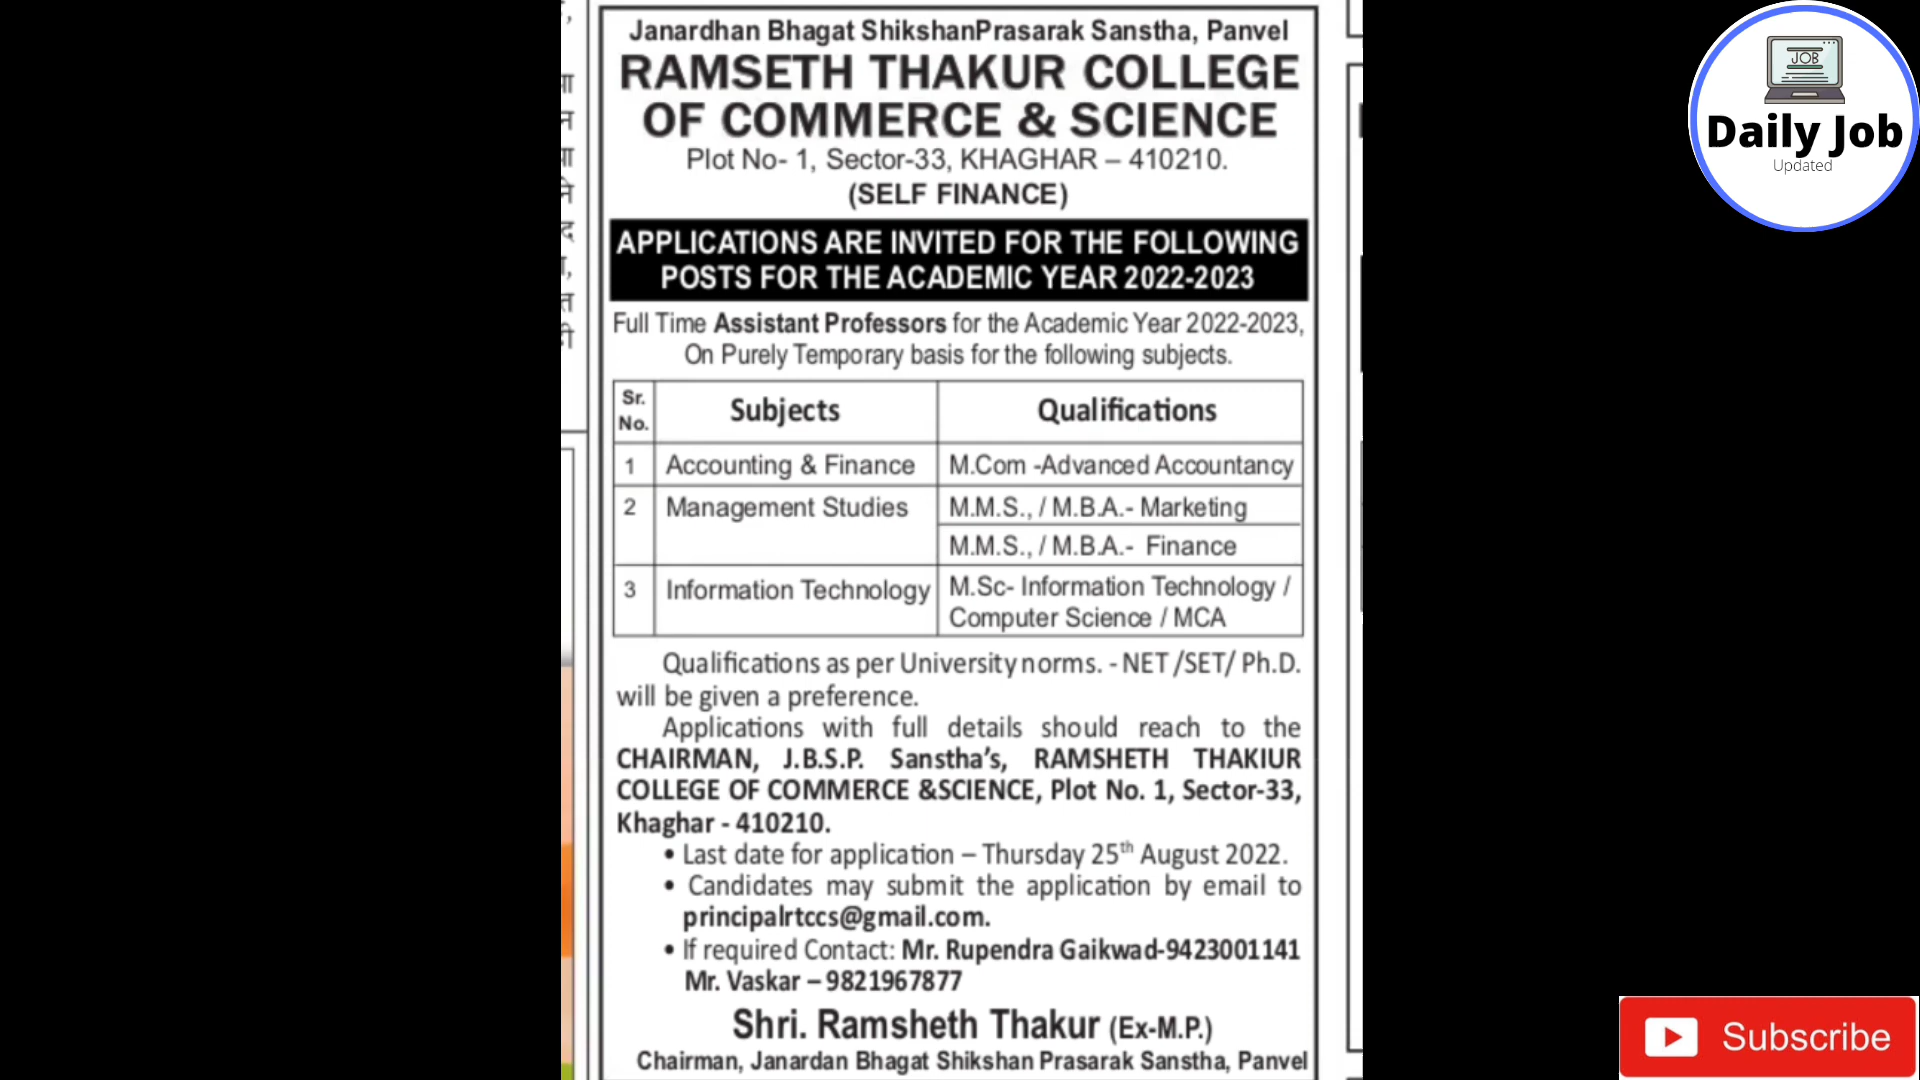 Janardhan Bhagat ShikshanPrasarak Sanstha, Panvel
RAMSETH THAKUR COLLEGE
OF COMMERCE & SCIENCE
Plot No- 1, Sector-33, KHAGHAR – 410210.
(SELF FINANCE)
APPLICATIONS ARE INVITED FOR THE FOLLOWING
POSTS FOR THE ACADEMIC YEAR 2022-2023
Full Time Assistant Professors for the Academic Year 2022-2023,
On Purely Temporary basis for the following subjects.
Sr. No. Subjects Qualifications
1 Accounting & Finance M.Com -Advanced Accountancy
2 Management Studies M.M.S., / M.B.A.- Marketing
M.M.S., / M.B.A.- Finance
3 Information Technology M.Sc- Information Technology /
Computer Science / MCA
Qualifications as per University norms. - NET /SET/ Ph.D.
will be given a preference.
Applications with full details should reach to the
CHAIRMAN, J.B.S.P. Sanstha's, RAMSHETH THAKIUR
COLLEGE OF COMMERCE &SCIENCE, Plot No. 1, Sector-33,
Khaghar - 410210.
• Last date for application – Thursday 25th August 2022.
• Candidates may submit the application by email to
principalrtccs@gmail.com.
• If required Contact: Mr. Rupendra Gaikwad-9423001141
Mr. Vaskar – 9821967877
Shri. Ramsheth Thakur (Ex-M.P.)
Chairman, Janardan Bhagat Shikshan Prasarak Sanstha, Panvel
JOB
Daily Job
Updated
Subscribe